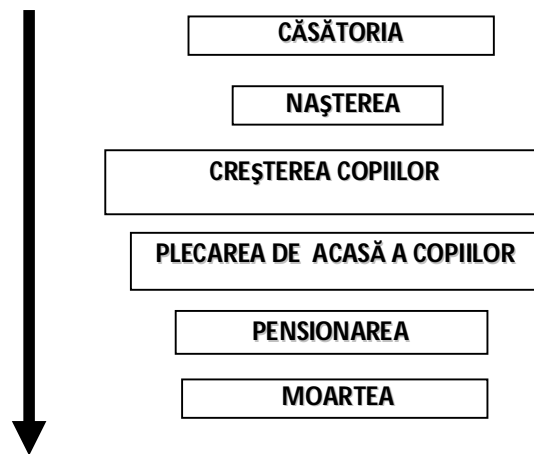 CĂSĂTORIA
NAŞTEREA
CREŞTEREA COPIILOR
PLECAREA DE ACASĂ A COPIILOR
PENSIONAREA
MOARTEA